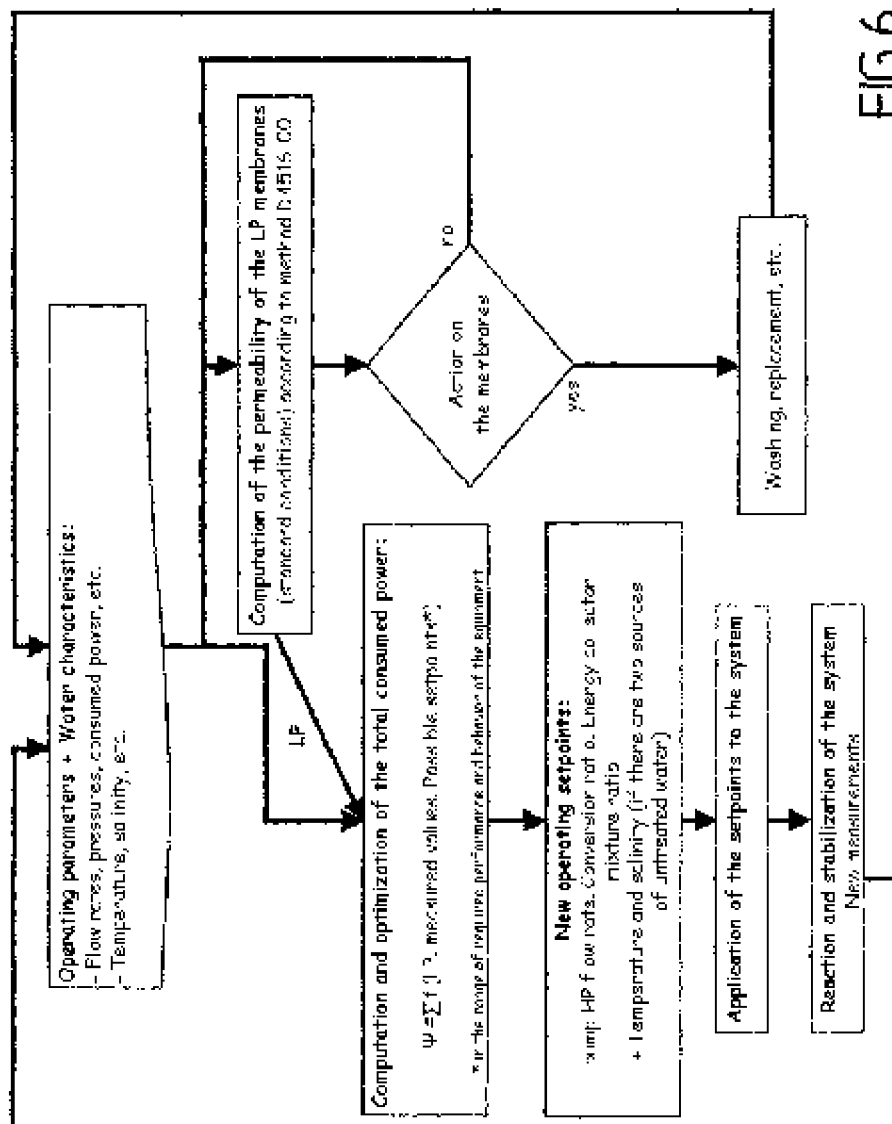 Operating parameters + Water characteristics:
- Flow rates, pressures, consumed power, etc.
- Temperature, salinity, etc.
Computation of the permeability of the LP membranes
(standard conditions) according to method D4516
LP
Action on
the membranes
no
yes
Washing, replacement, etc.
Computation and optimization of the total consumed power:
Ψ =∑ f measured values. Possible setpoints*)
range of required performance and behavior of the equipment
New operating setpoints:
pump HP flow rate. Conversion ratio. Energy
mixture ratio
+ Temperature and salinity (if there are two sources
of untreated water)
Application of the setpoints to the system
Reaction and stabilization of the system
New measurements
FIG.6